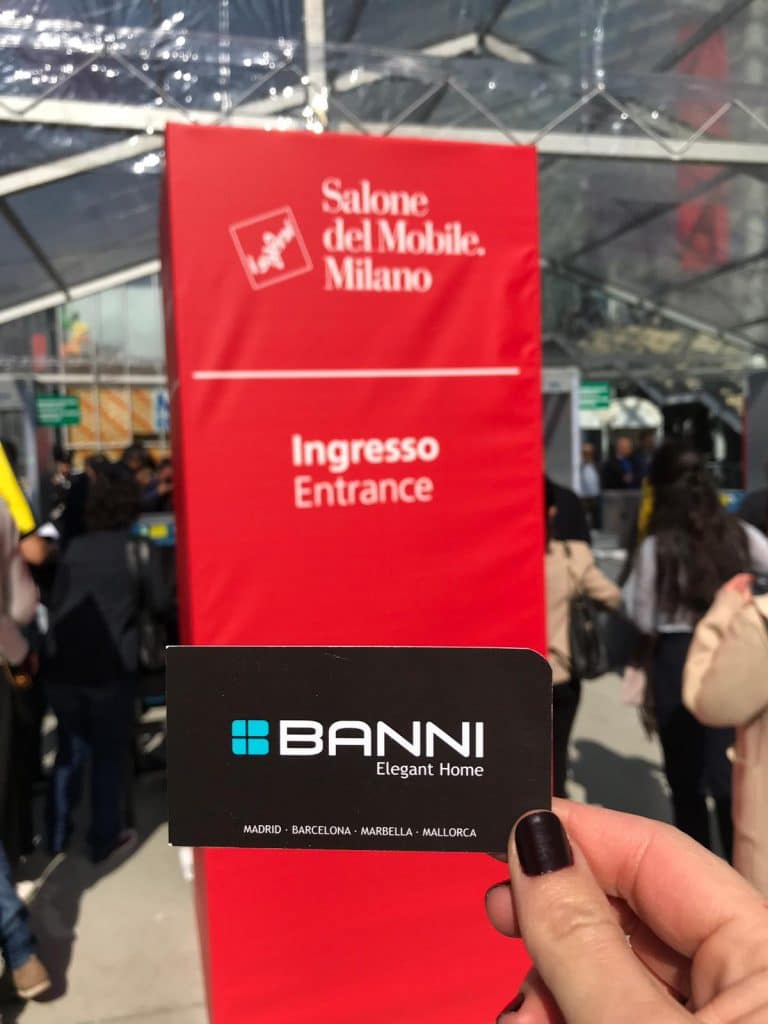 Salone
del Mobile.
Milano
Ingresso
Entrance
BANNI
Elegant Home
MADRID · BARCELONA · MARBELLA · MALLORCA